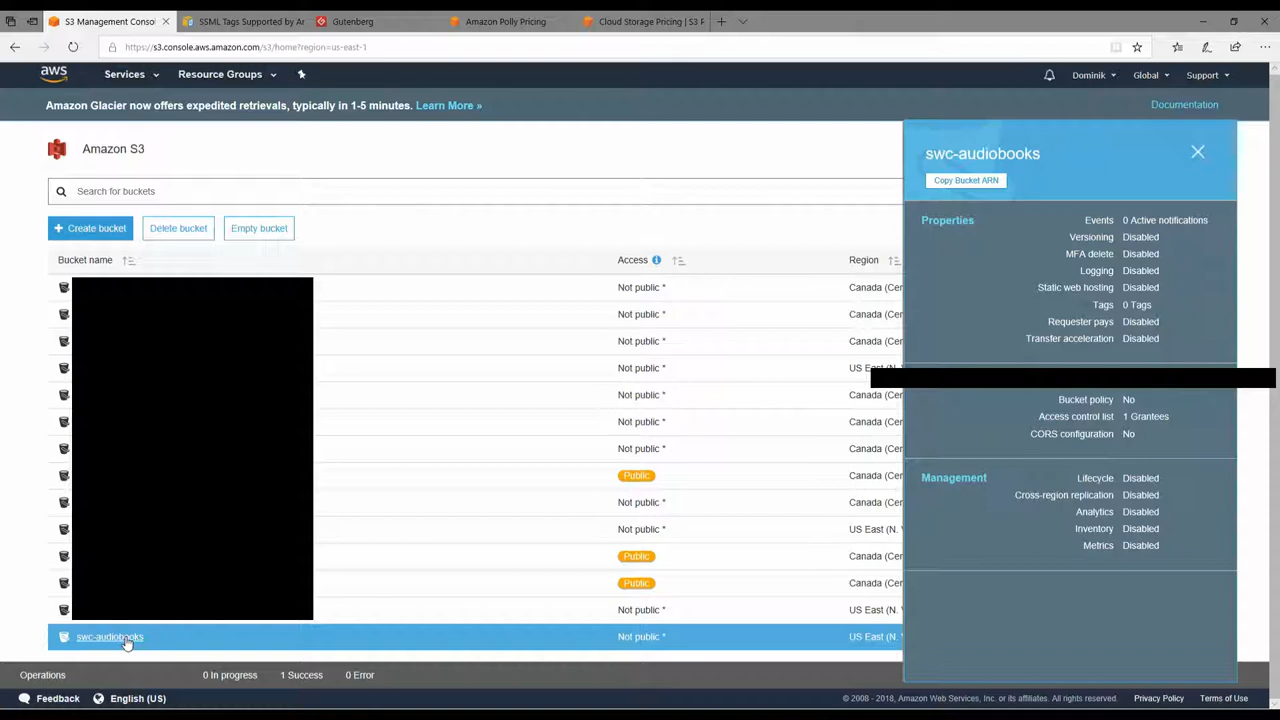 S3 Management Conso
SSML Tags Supported by Am
Gutenberg
Amazon Polly Pricing
Cloud Storage Pricing | S3 P
https://s3.console.aws.amazon.com/s3/home?region=us-east-1
aws
Services
Resource Groups
Dominik
Global
Support
Amazon Glacier now offers expedited retrievals, typically in 1-5 minutes. Learn More »
Documentation
Amazon S3
Search for buckets
+ Create bucket
Delete bucket
Empty bucket
Bucket name
Access
Region
Not public *
Canada (Cen
Not public *
Canada (Cen
Not public *
Canada (Cen
Not public *
US East (N. V
Not public *
Canada (Cen
Not public *
Canada (Cen
Not public *
Canada (Cen
Public
Canada (Cen
Not public *
Canada (Cen
Not public *
US East (N. V
Public
Canada (Cen
Public
Canada (Cen
Not public *
US East (N. V
swc-audiobooks
Not public *
US East (N. V
swc-audiobooks
Copy Bucket ARN
Properties
Events 0 Active notifications
Versioning Disabled
MFA delete Disabled
Logging Disabled
Static web hosting Disabled
Tags 0 Tags
Requester pays Disabled
Transfer acceleration Disabled
Bucket policy No
Access control list 1 Grantees
CORS configuration No
Management
Lifecycle Disabled
Cross-region replication Disabled
Analytics Disabled
Inventory Disabled
Metrics Disabled
Operations
0 In progress
1 Success
0 Error
Feedback
English (US)
© 2008 - 2018, Amazon Web Services, Inc. or its affiliates. All rights reserved.
Privacy Policy
Terms of Use